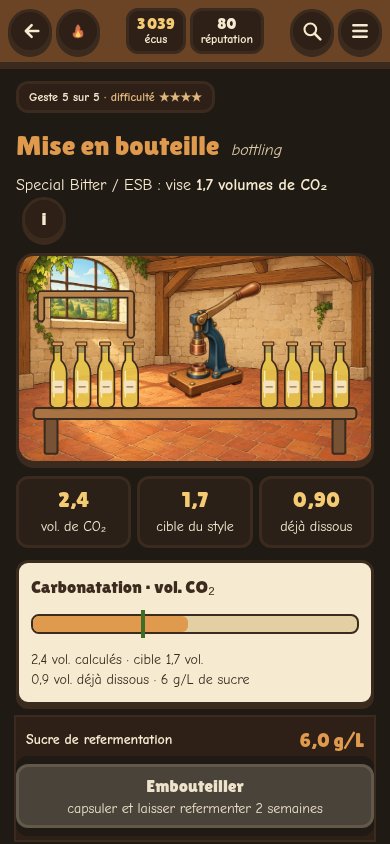 3 039
écus
80
réputation
Geste 5 sur 5 · difficulté ★★★★
Mise en bouteille bottling
Special Bitter / ESB : vise 1,7 volumes de CO₂
i
2,4
vol. de CO₂
1,7
cible du style
0,90
déjà dissous
Carbonatation · vol. CO₂
2,4 vol. calculés · cible 1,7 vol.
0,9 vol. déjà dissous · 6 g/L de sucre
Sucre de refermentation
6,0 g/L
Embouteiller
capsuler et laisser refermenter 2 semaines